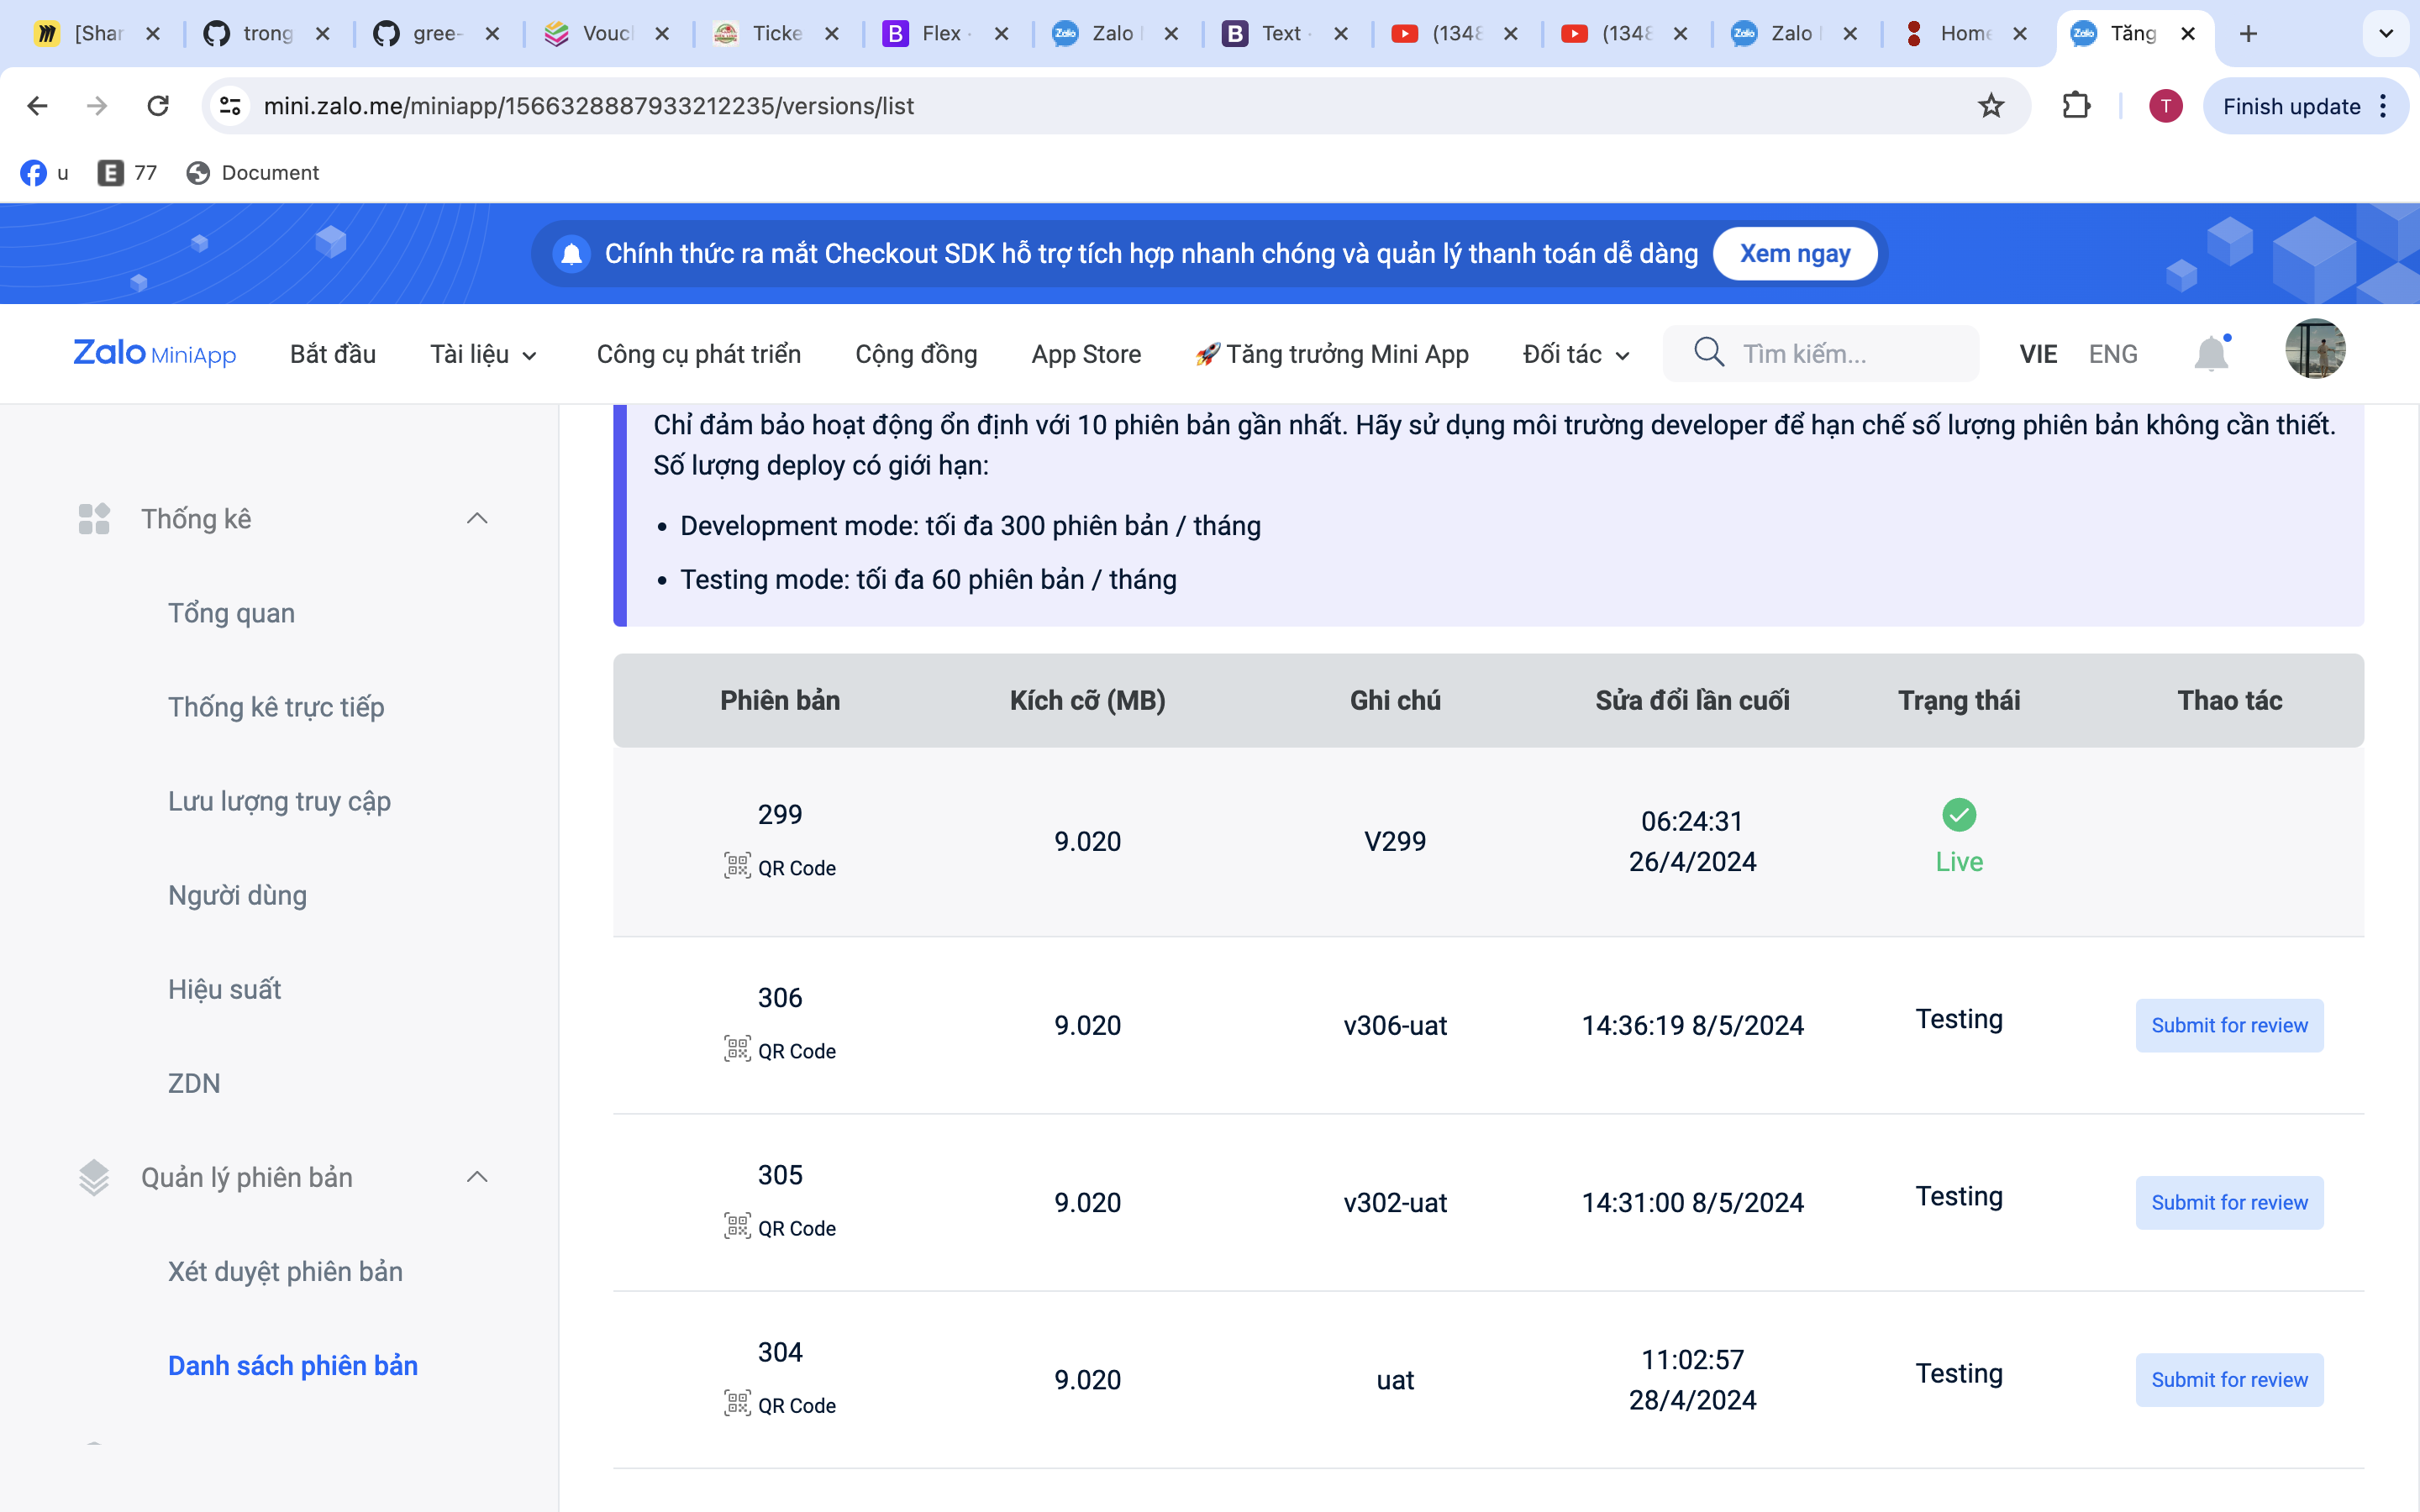 [Shar
trong
gree-
Vouc
Ticke
Flex
Zalo
Text
(1348
(1348
Zalo
Home
Tăng
mini.zalo.me/miniapp/1566328887933212235/versions/list
T
Finish update
u
E 77
Document
Chính thức ra mắt Checkout SDK hỗ trợ tích hợp nhanh chóng và quản lý thanh toán dễ dàng
Xem ngay
Zalo MiniApp
Bắt đầu
Tài liệu
Công cụ phát triển
Cộng đồng
App Store
🚀 Tăng trưởng Mini App
Đối tác
Tìm kiếm...
VIE
ENG
Thống kê
Tổng quan
Thống kê trực tiếp
Lưu lượng truy cập
Người dùng
Hiệu suất
ZDN
Quản lý phiên bản
Xét duyệt phiên bản
Danh sách phiên bản
Chỉ đảm bảo hoạt động ổn định với 10 phiên bản gần nhất. Hãy sử dụng môi trường developer để hạn chế số lượng phiên bản không cần thiết.
Số lượng deploy có giới hạn:
• Development mode: tối đa 300 phiên bản / tháng
• Testing mode: tối đa 60 phiên bản / tháng
Phiên bản Kích cỡ (MB) Ghi chú Sửa đổi lần cuối Trạng thái Thao tác
299
QR Code
9.020
V299
06:24:31
26/4/2024
Live
306
QR Code
9.020
v306-uat
14:36:19 8/5/2024
Testing
Submit for review
305
QR Code
9.020
v302-uat
14:31:00 8/5/2024
Testing
Submit for review
304
QR Code
9.020
uat
11:02:57
28/4/2024
Testing
Submit for review